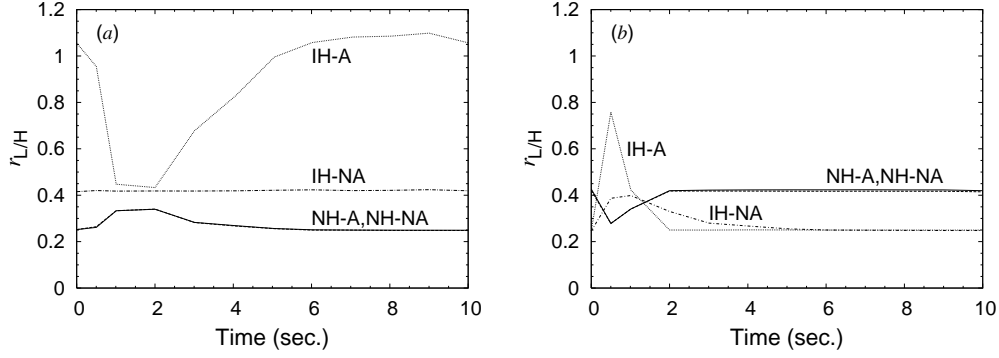 (a)
1.2
1
0.8
0.6
0.4
0.2
0
r_L/H
IH-A
IH-NA
NH-A,NH-NA
0 2 4 6 8 10
Time (sec.)
(b)
1.2
1
0.8
0.6
0.4
0.2
0
r_L/H
IH-A
NH-A,NH-NA
IH-NA
0 2 4 6 8 10
Time (sec.)